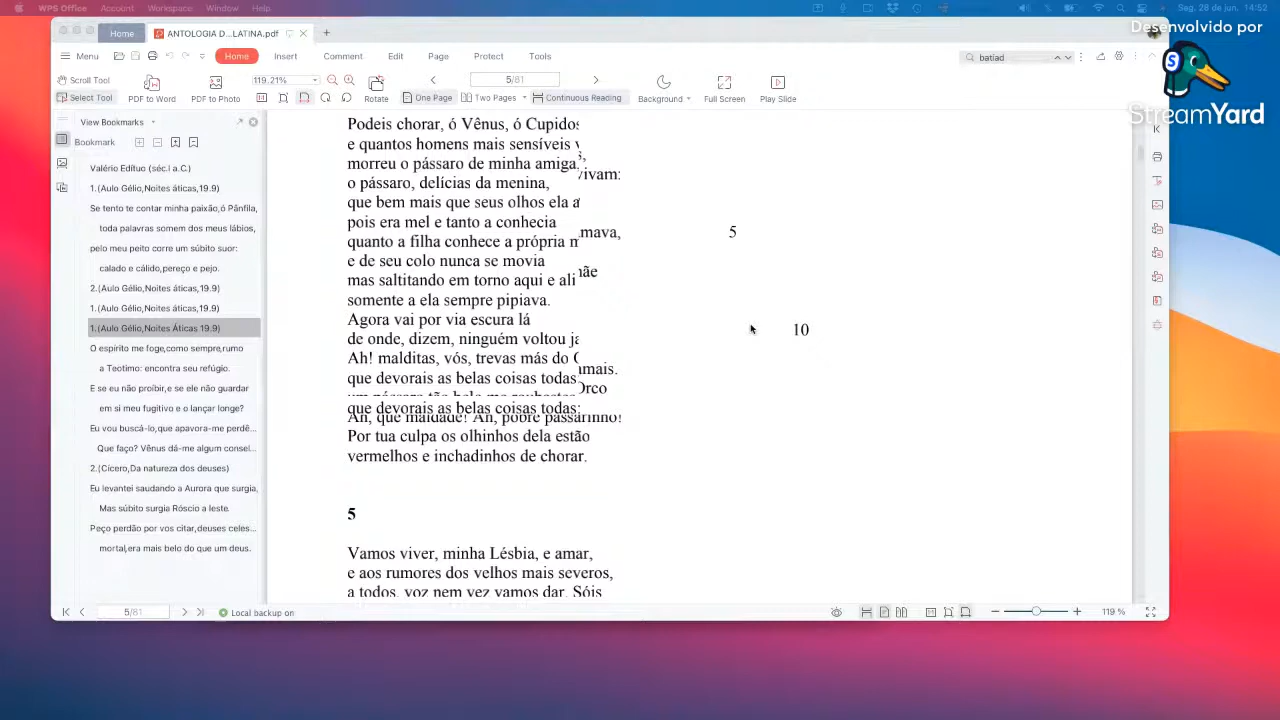 WPS Office Account Workspace Window Help
Seg. 28 de jun. 14:52
Desenvolvido por
StreamYard
Home
ANTOLOGIA D...LATINA.pdf
Menu
Home Insert Comment Edit Page Protect Tools
batiad
Scroll Tool
Select Tool
PDF to Word
PDF to Photo
119.21%
Rotate
5/81
One Page
Two Pages
Continuous Reading
Background
Full Screen
Play Slide
View Bookmarks
Bookmark
Valério Edítuo (séc.I a.C.)
1.(Aulo Gélio,Noites áticas,19.9)
Se tento te contar minha paixão,ó Pânfila,
toda palavras somem dos meus lábios,
pelo meu peito corre um súbito suor:
calado e cálido,pereço e pejo.
2.(Aulo Gélio,Noites áticas)
1.(Aulo Gélio,Noites áticas,19.9)
1.(Aulo Gélio,Noites Áticas 19.9)
O espírito me foge,como sempre,rumo
a Teotimo: encontra seu refúgio.
E se eu não proibir,e se ele não guardar
em si meu fugitivo e o lançar longe?
Eu vou buscá-lo,que apavora-me perdê...
Que faço? Vênus dá-me algum consel...
2.(Cícero,Da natureza dos deuses)
Eu levantei saudando a Aurora que surgia,
Mas súbito surgia Róscio a leste.
Peço perdão por vos citar,deuses celes...
mortal,era mais belo do que um deus.
Podeis chorar, ó Vênus, ó Cupidos
e quantos homens mais sensíveis v
s,
morreu o pássaro de minha amiga,
vivam:
o pássaro, delícias da menina,
que bem mais que seus olhos ela a
pois era mel e tanto a conhecia
mava,
5
quanto a filha conhece a própria m
e de seu colo nunca se movia
nãe
mas saltitando em torno aqui e ali
somente a ela sempre pipiava.
Agora vai por via escura lá
10
de onde, dizem, ninguém voltou ja
Ah! malditas, vós, trevas más do O
amais.
que devorais as belas coisas todas:
Orco
que devorais as belas coisas todas:
Ah, que maldade! Ah, pobre passarinho!
Por tua culpa os olhinhos dela estão
vermelhos e inchadinhos de chorar.
5
Vamos viver, minha Lésbia, e amar,
e aos rumores dos velhos mais severos,
a todos, voz nem vez vamos dar. Sóis
5/81
Local backup on
119 %